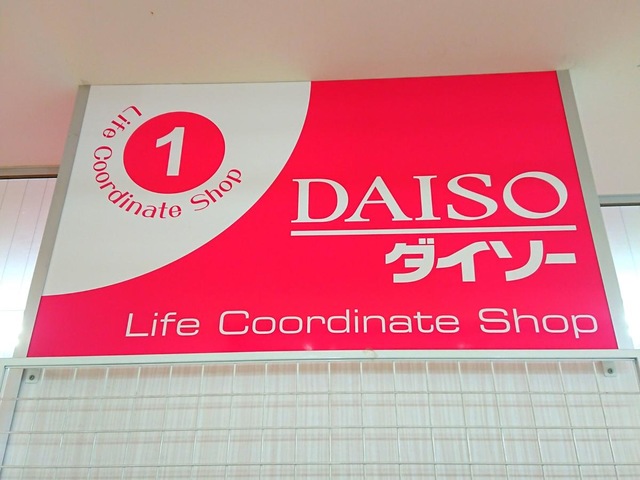 1
Life Coordinate Shop
DAISO
ダイソー
Life Coordinate Shop